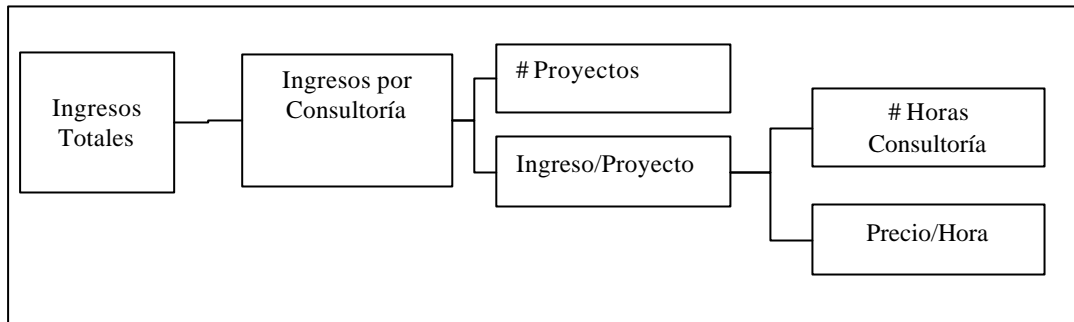 Ingresos
Totales
Ingresos por
Consultoría
# Proyectos
Ingreso/Proyecto
# Horas
Consultoría
Precio/Hora